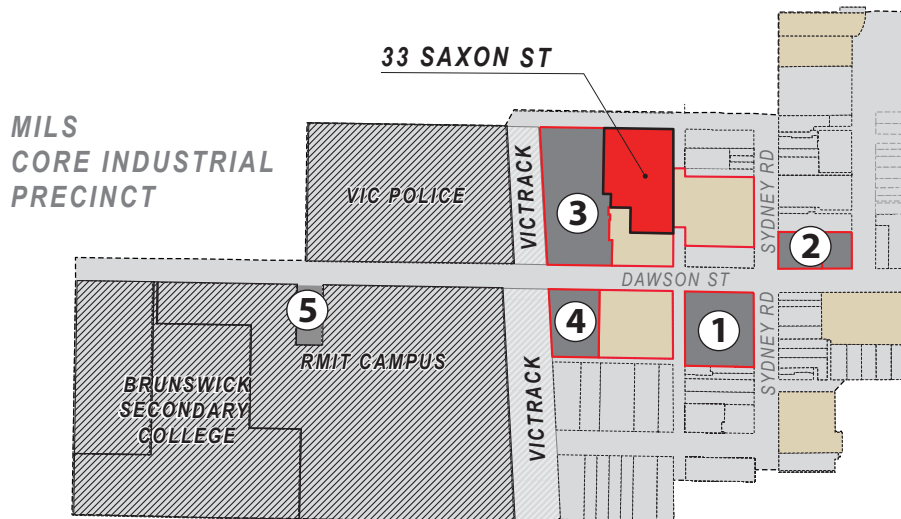 33 SAXON ST
MILS
CORE INDUSTRIAL
PRECINCT
VIC POLICE
VICTRACK
3
SYDNEY RD
2
DAWSON ST
5
4
1
RMIT CAMPUS
SYDNEY RD
BRUNSWICK
SECONDARY
COLLEGE
VICTRACK